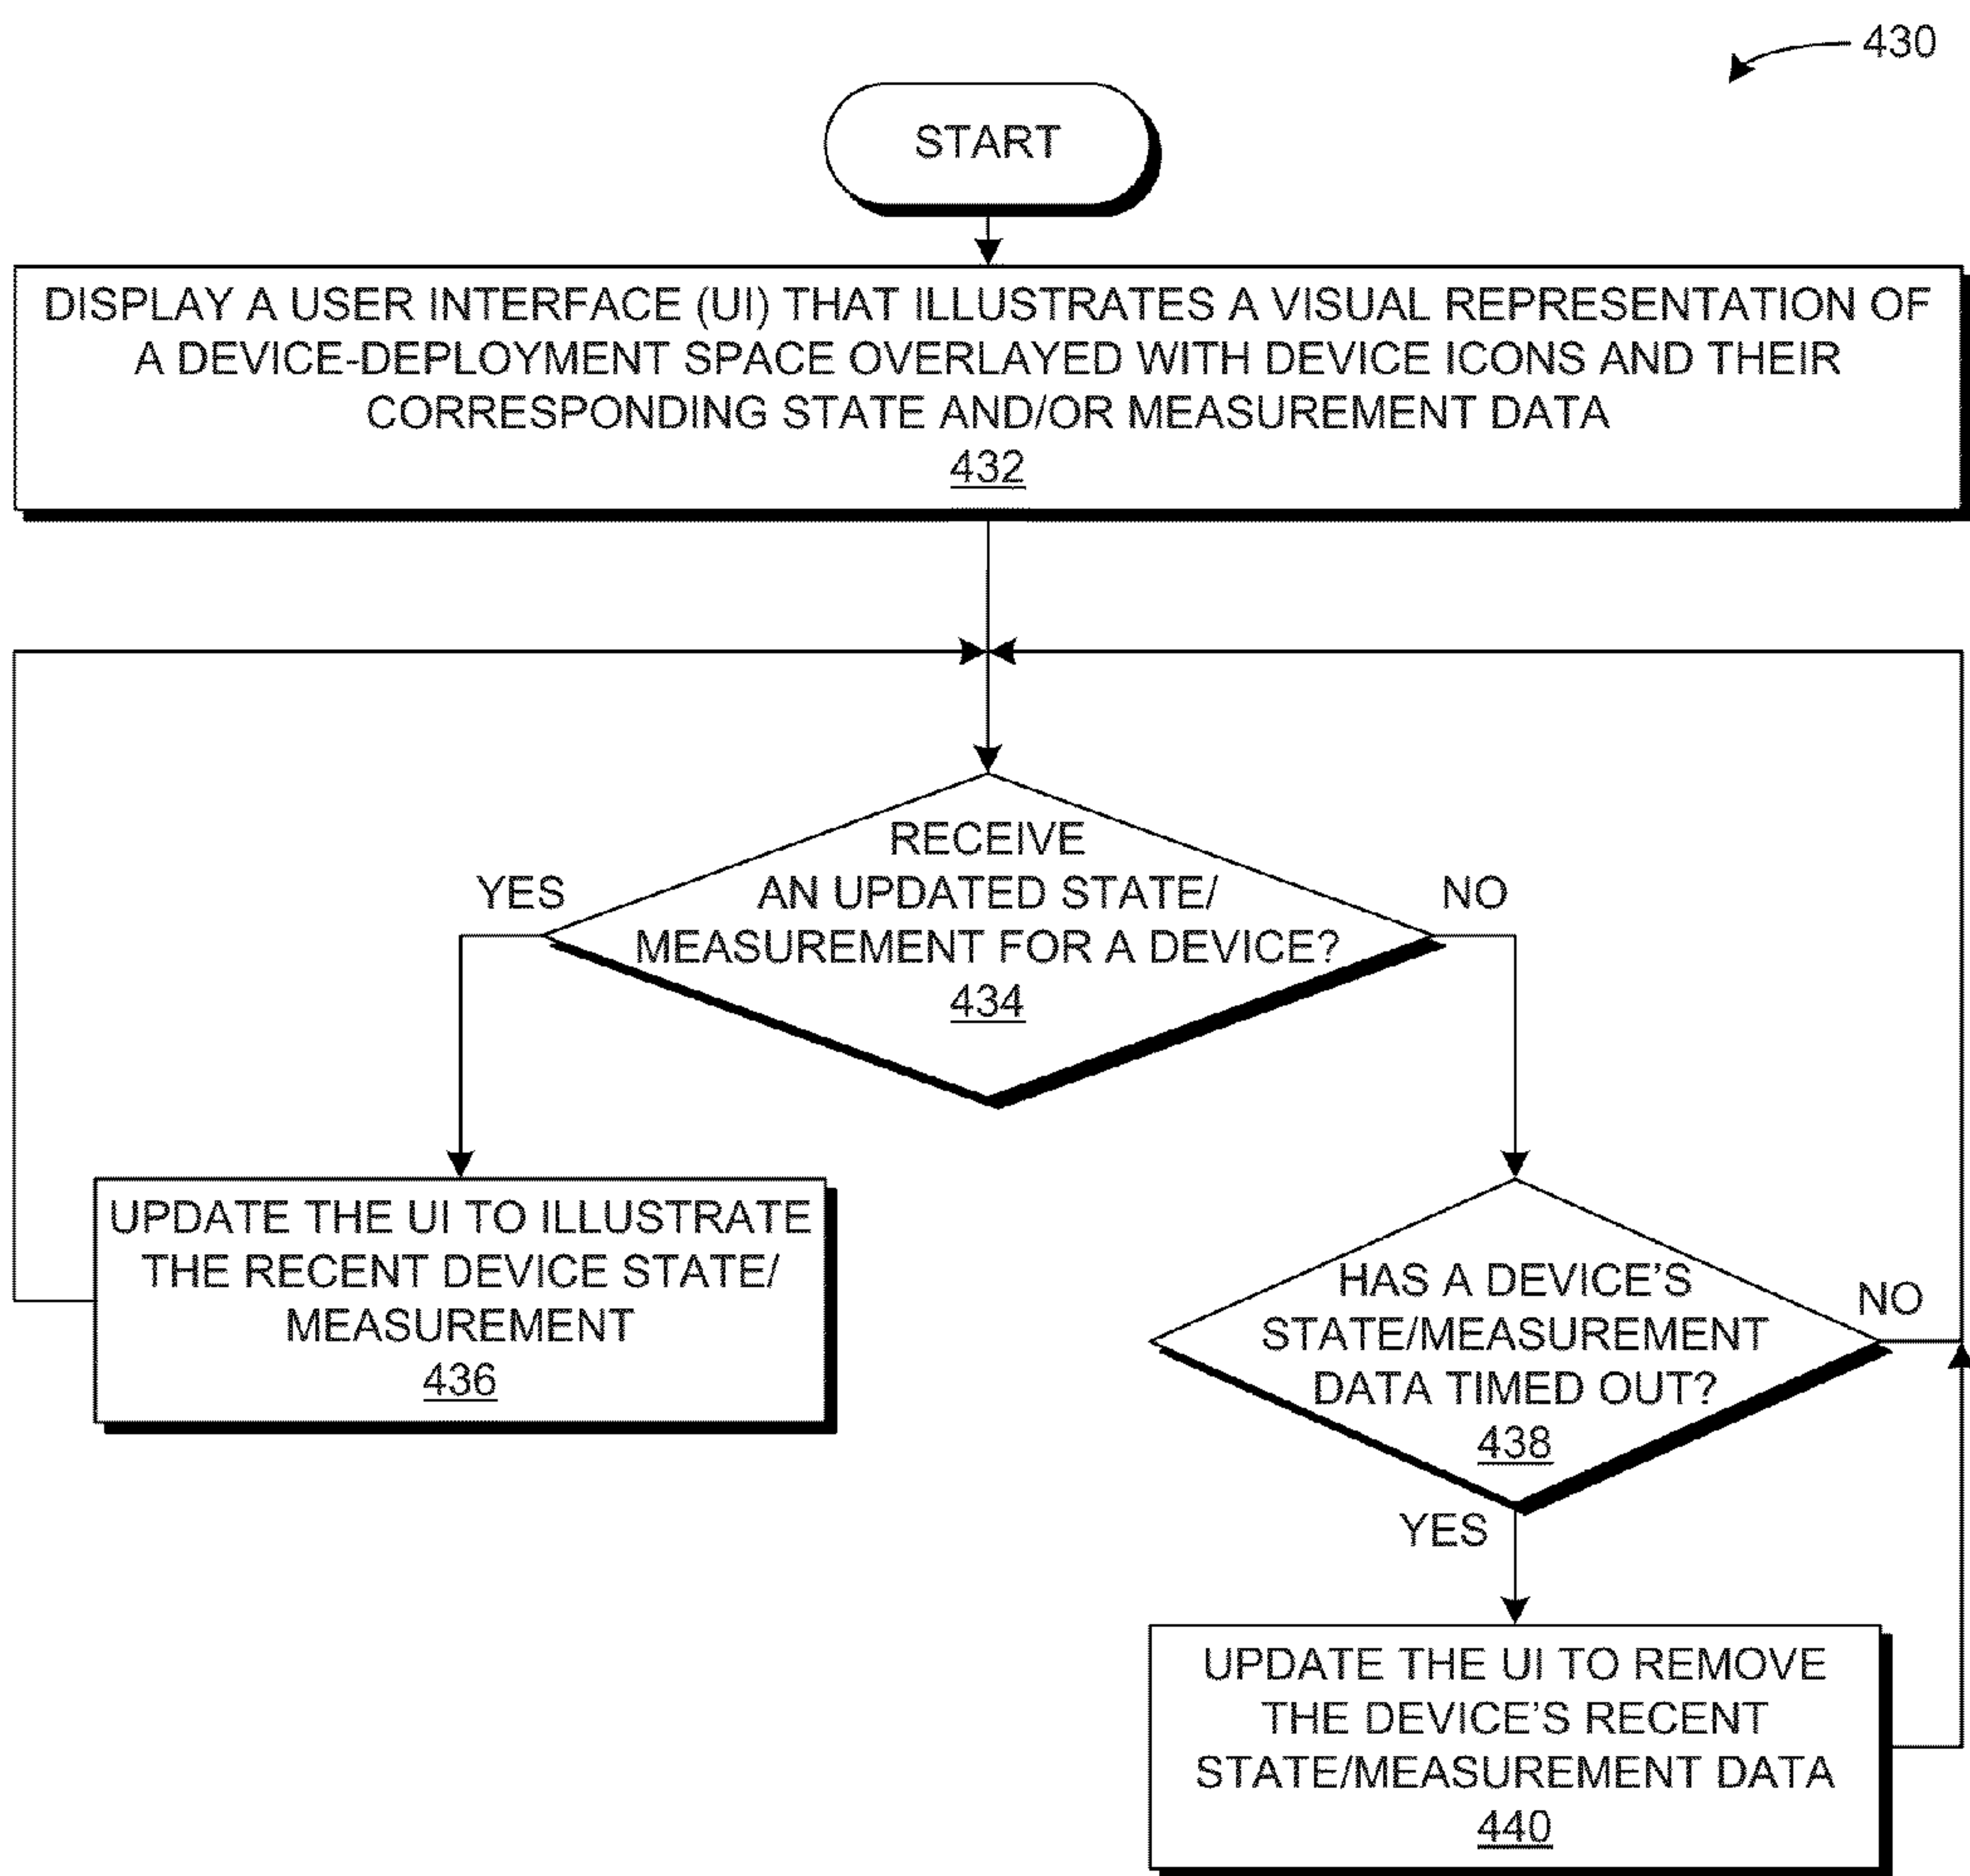 430
START
DISPLAY A USER INTERFACE (UI) THAT ILLUSTRATES A VISUAL REPRESENTATION OF
A DEVICE-DEPLOYMENT SPACE OVERLAYED WITH DEVICE ICONS AND THEIR
CORRESPONDING STATE AND/OR MEASUREMENT DATA
432
RECEIVE
AN UPDATED STATE/
MEASUREMENT FOR A DEVICE?
434
YES
NO
UPDATE THE UI TO ILLUSTRATE
THE RECENT DEVICE STATE/
MEASUREMENT
436
HAS A DEVICE'S
STATE/MEASUREMENT
DATA TIMED OUT?
438
NO
YES
UPDATE THE UI TO REMOVE
THE DEVICE'S RECENT
STATE/MEASUREMENT DATA
440